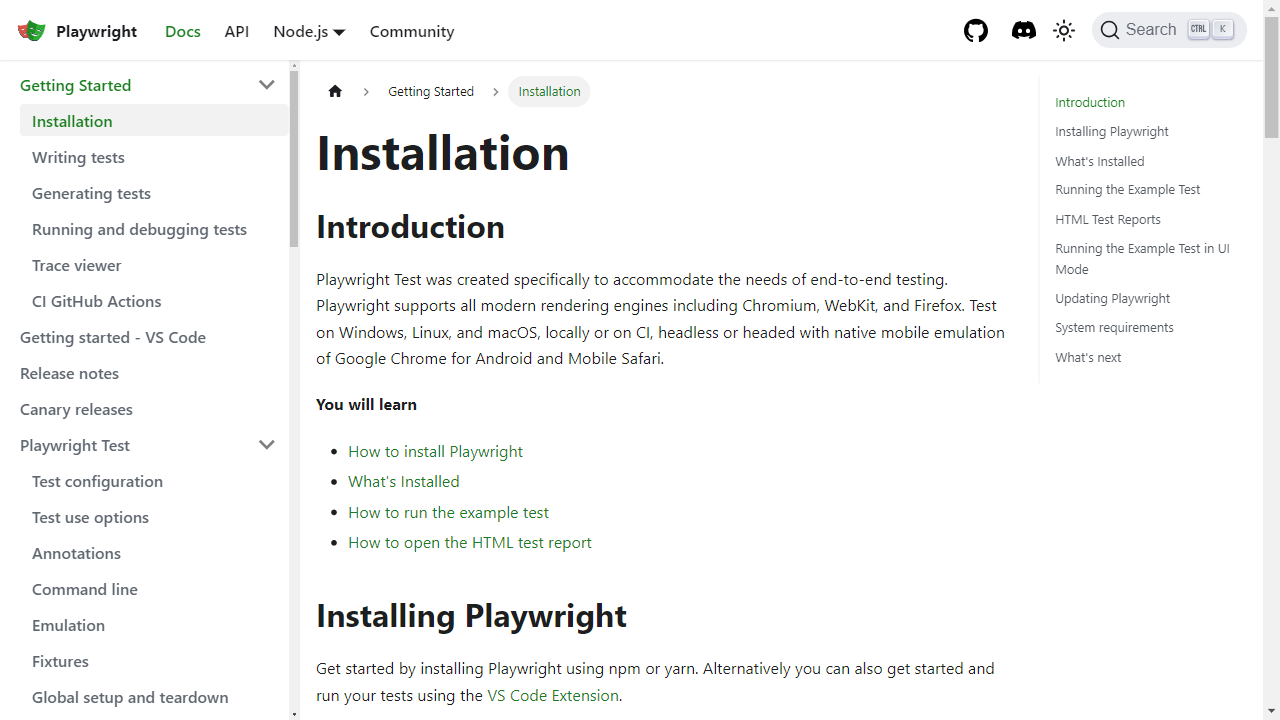 Playwright
Docs
API
Node.js
Community
Search
CTRL
K
Getting Started
Installation
Writing tests
Generating tests
Running and debugging tests
Trace viewer
CI GitHub Actions
Getting started - VS Code
Release notes
Canary releases
Playwright Test
Test configuration
Test use options
Annotations
Command line
Emulation
Fixtures
Global setup and teardown
Getting Started
Installation
Installation
Introduction
Playwright Test was created specifically to accommodate the needs of end-to-end testing.
Playwright supports all modern rendering engines including Chromium, WebKit, and Firefox. Test
on Windows, Linux, and macOS, locally or on CI, headless or headed with native mobile emulation
of Google Chrome for Android and Mobile Safari.
You will learn
How to install Playwright
What's Installed
How to run the example test
How to open the HTML test report
Installing Playwright
Get started by installing Playwright using npm or yarn. Alternatively you can also get started and
run your tests using the VS Code Extension.
Introduction
Installing Playwright
What's Installed
Running the Example Test
HTML Test Reports
Running the Example Test in UI
Mode
Updating Playwright
System requirements
What's next